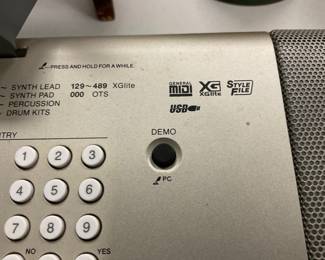 PRESS AND HOLD FOR A WHILE.
SYNTH LEAD 129~489 XGlite
SYNTH PAD 000 OTS
PERCUSSION
DRUM KITS
GENERAL MIDI XG XGlite STYLE FILE
USB
DEMO
PC
1 2 3
4 5 6
7 8 9
NO YES